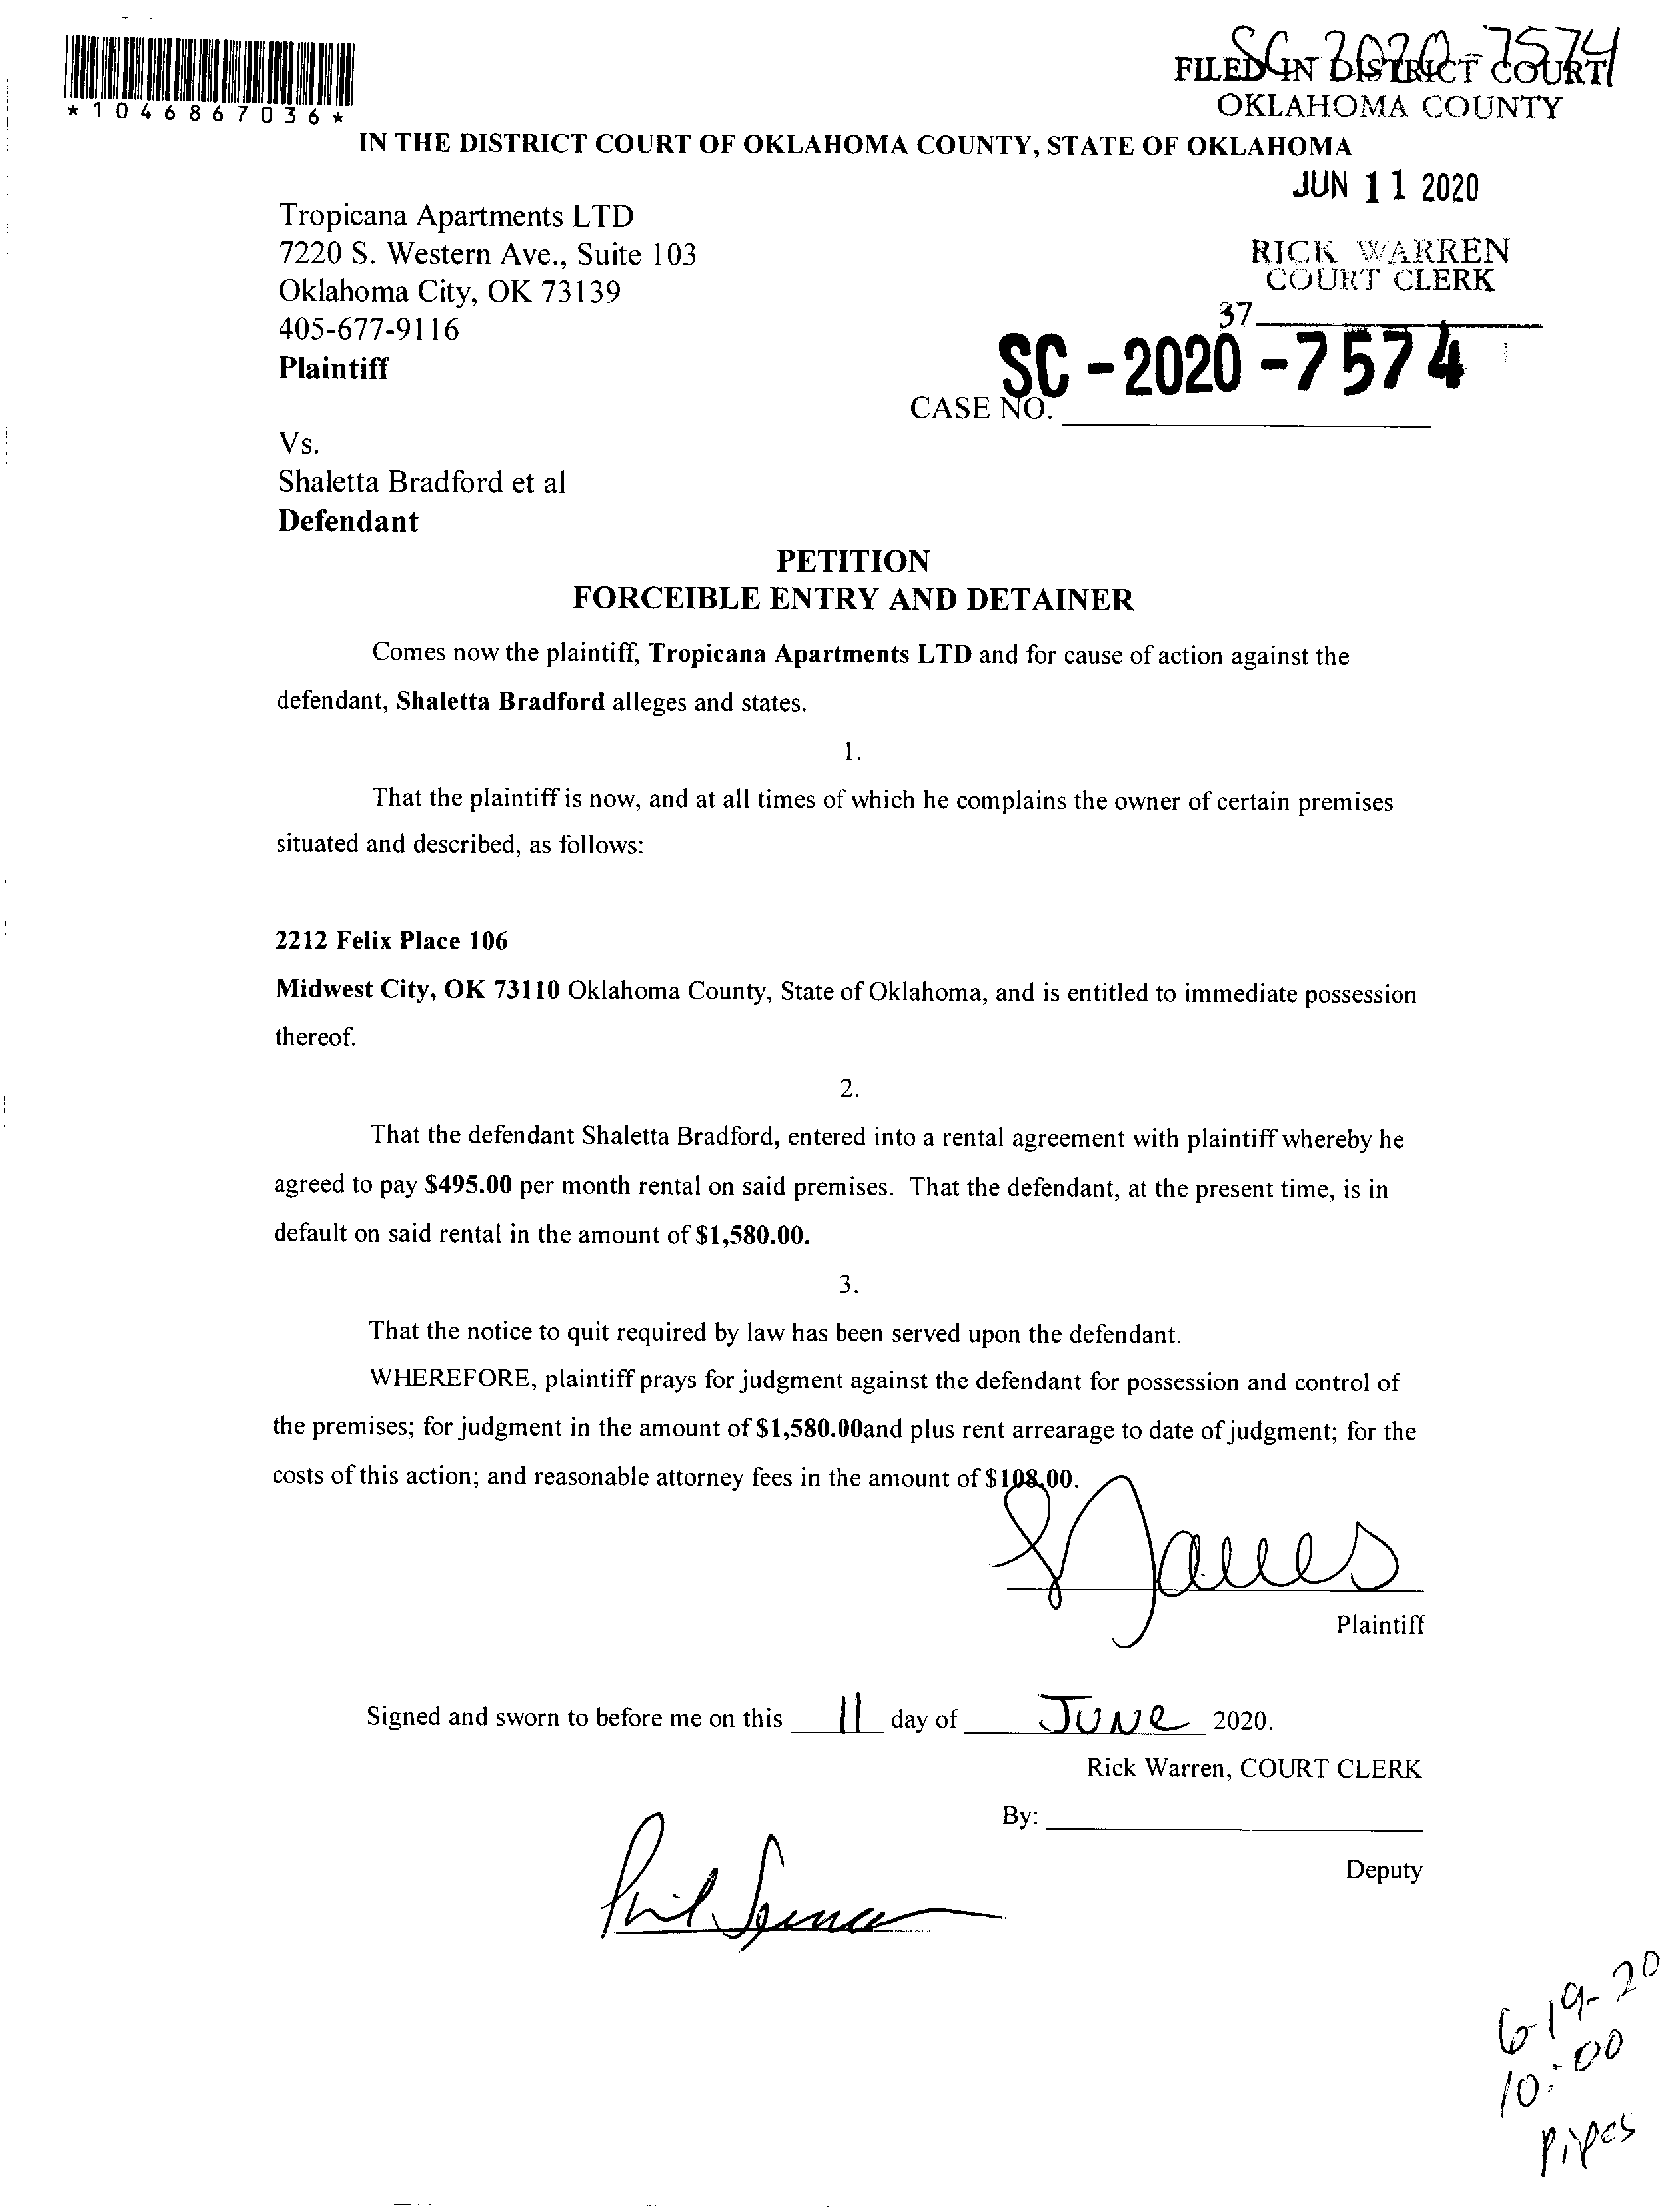 SC-2020-7574
FILED IN DISTRICT COURT
OKLAHOMA COUNTY
*1046867036*
IN THE DISTRICT COURT OF OKLAHOMA COUNTY, STATE OF OKLAHOMA
JUN 11 2020
Tropicana Apartments LTD
7220 S. Western Ave., Suite 103
Oklahoma City, OK 73139
405-677-9116
Plaintiff
RICK WARREN
COURT CLERK
37
SC-2020-7574
CASE NO.
Vs.
Shaletta Bradford et al
Defendant
PETITION
FORCEIBLE ENTRY AND DETAINER
Comes now the plaintiff, Tropicana Apartments LTD and for cause of action against the
defendant, Shaletta Bradford alleges and states.
1.
That the plaintiff is now, and at all times of which he complains the owner of certain premises
situated and described, as follows:
2212 Felix Place 106
Midwest City, OK 73110 Oklahoma County, State of Oklahoma, and is entitled to immediate possession
thereof.
2.
That the defendant Shaletta Bradford, entered into a rental agreement with plaintiff whereby he
agreed to pay $495.00 per month rental on said premises. That the defendant, at the present time, is in
default on said rental in the amount of $1,580.00.
3.
That the notice to quit required by law has been served upon the defendant.
WHEREFORE, plaintiff prays for judgment against the defendant for possession and control of
the premises; for judgment in the amount of $1,580.00and plus rent arrearage to date of judgment; for the
costs of this action; and reasonable attorney fees in the amount of $108.00.
Plaintiff
Signed and sworn to before me on this 11 day of June 2020.
Rick Warren, COURT CLERK
By:
Deputy
Phil
6-19-20
10:00
Pipes